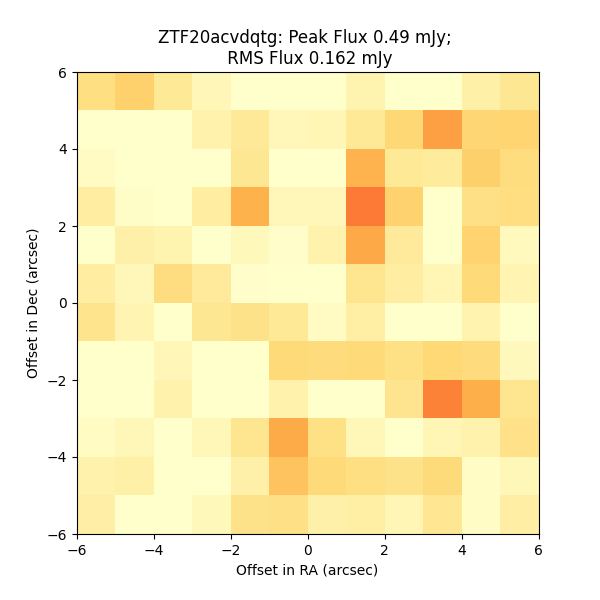 ZTF20acvdqtg: Peak Flux 0.49 mJy;
RMS Flux 0.162 mJy
6
4
2
0
−2
−4
−6
Offset in Dec (arcsec)
−6 −4 −2 0 2 4 6
Offset in RA (arcsec)